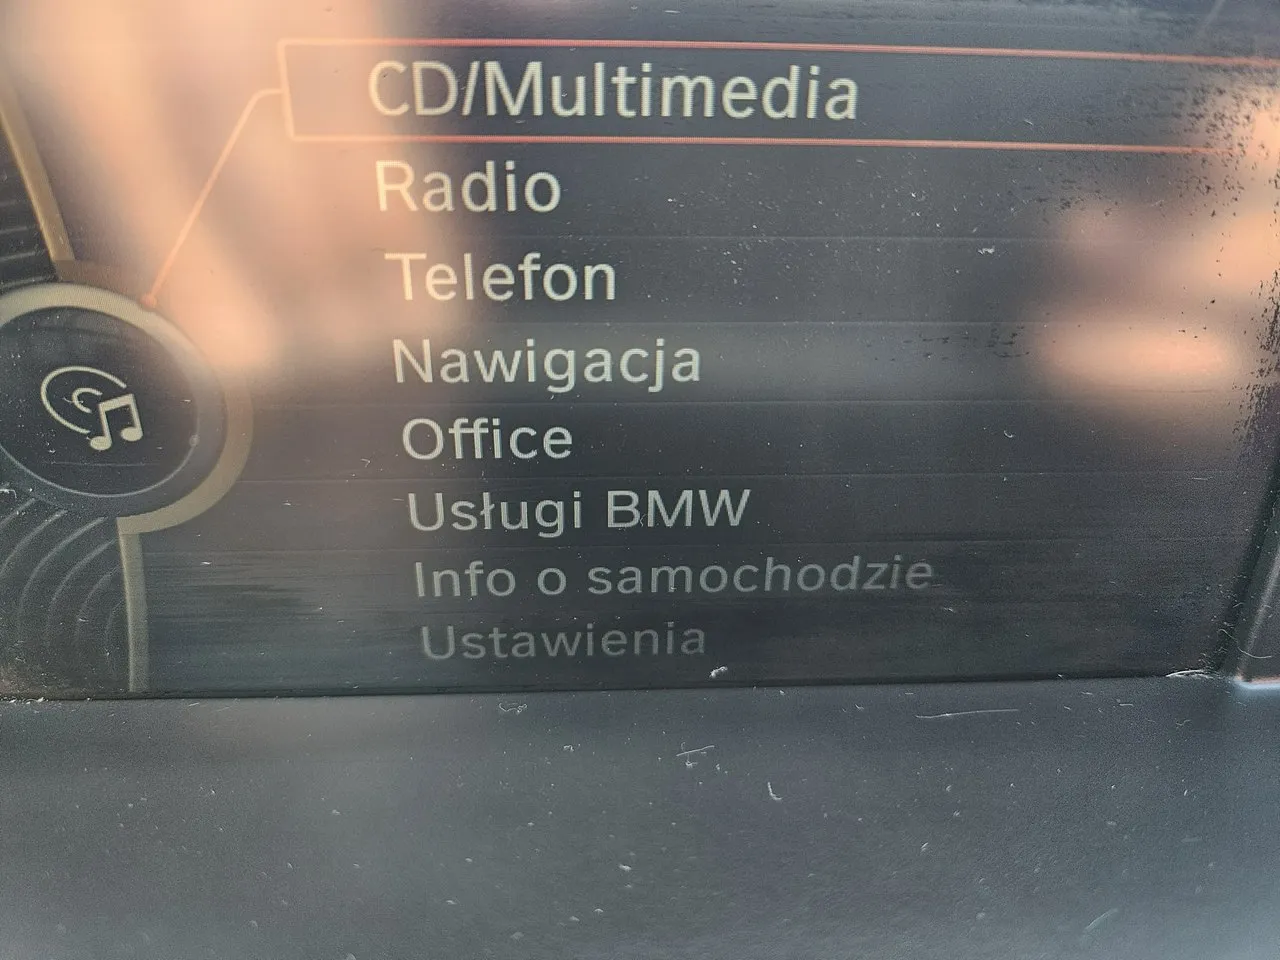 CD/Multimedia
Radio
Telefon
Nawigacja
Office
Usługi BMW
Info o samochodzie
Ustawienia